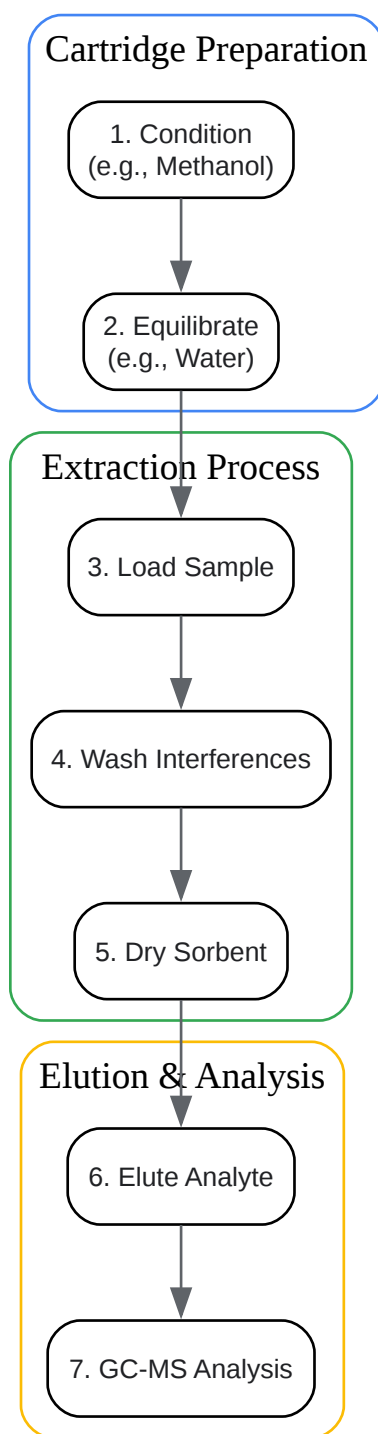 Cartridge Preparation
1. Condition
(e.g., Methanol)
2. Equilibrate
(e.g., Water)
Extraction Process
3. Load Sample
4. Wash Interferences
5. Dry Sorbent
Elution & Analysis
6. Elute Analyte
7. GC-MS Analysis